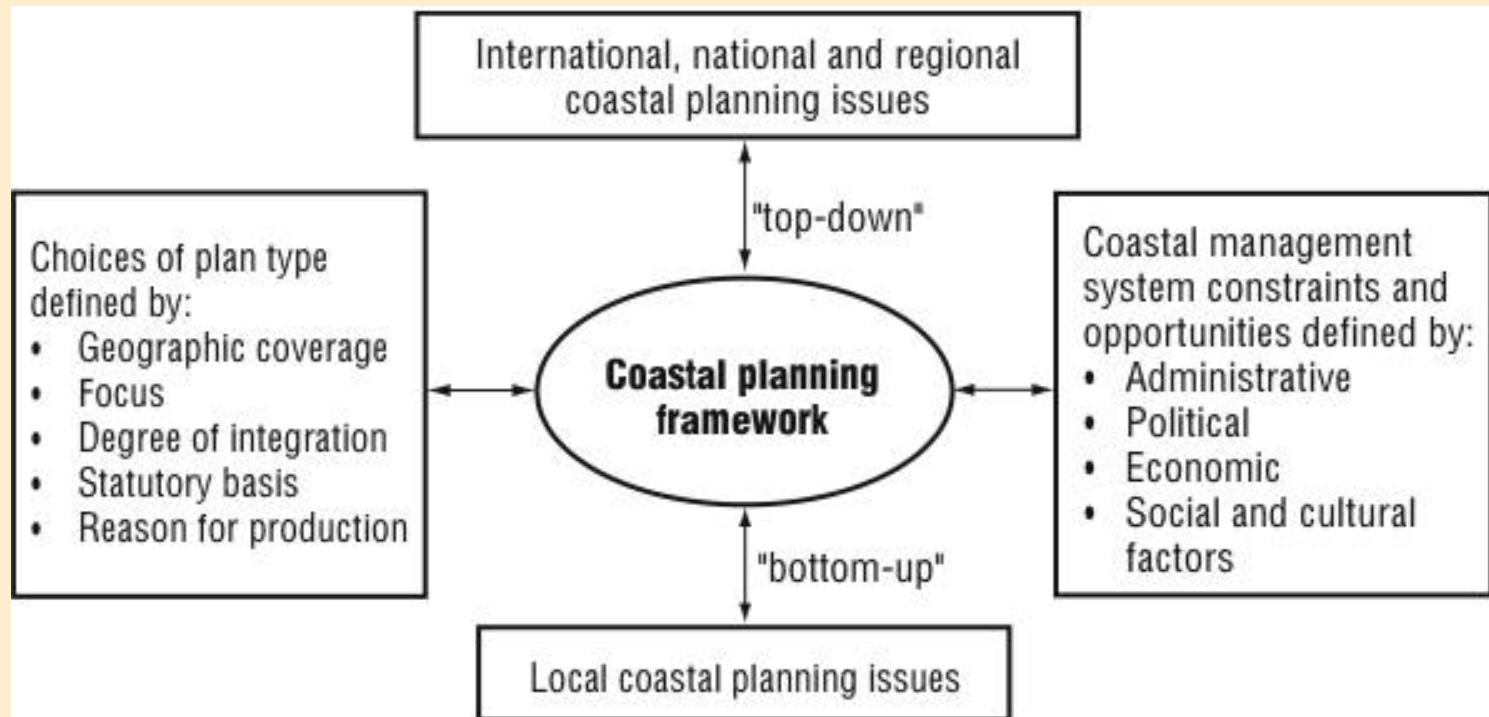 International, national and regional
coastal planning issues
"top-down"
Choices of plan type
defined by:
• Geographic coverage
• Focus
• Degree of integration
• Statutory basis
• Reason for production
Coastal planning
framework
Coastal management
system constraints and
opportunities defined by:
• Administrative
• Political
• Economic
• Social and cultural
factors
"bottom-up"
Local coastal planning issues